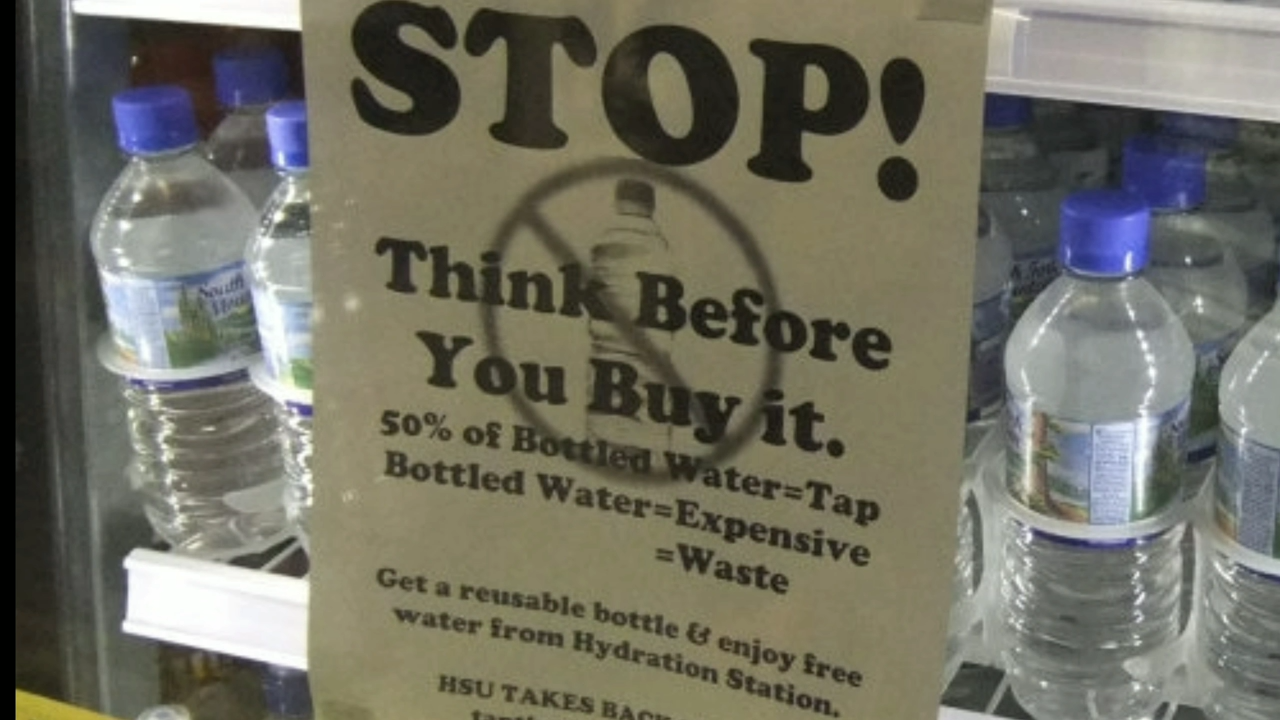 STOP!
Think Before
You Buy it.
50% of Bottled Water=Tap
Bottled Water=Expensive
=Waste
Get a reusable bottle & enjoy free
water from Hydration Station.
HSU TAKES BACK
South